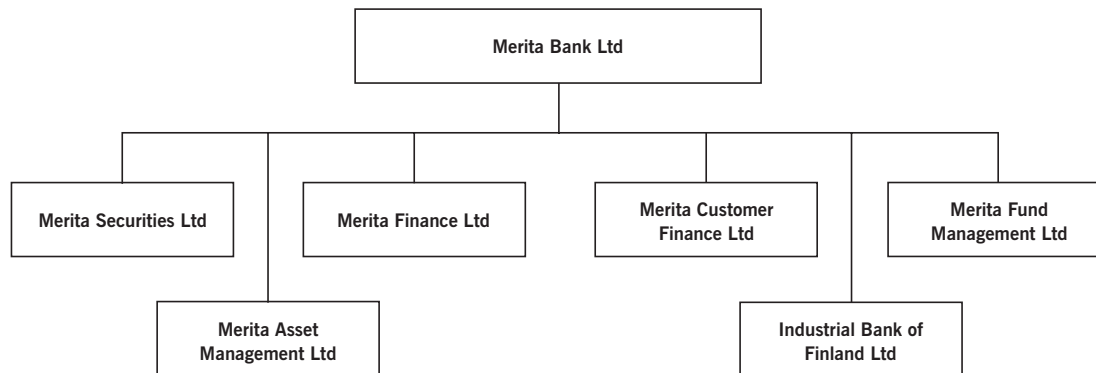 Merita Bank Ltd
Merita Securities Ltd
Merita Finance Ltd
Merita Customer
Finance Ltd
Merita Fund
Management Ltd
Merita Asset
Management Ltd
Industrial Bank of
Finland Ltd